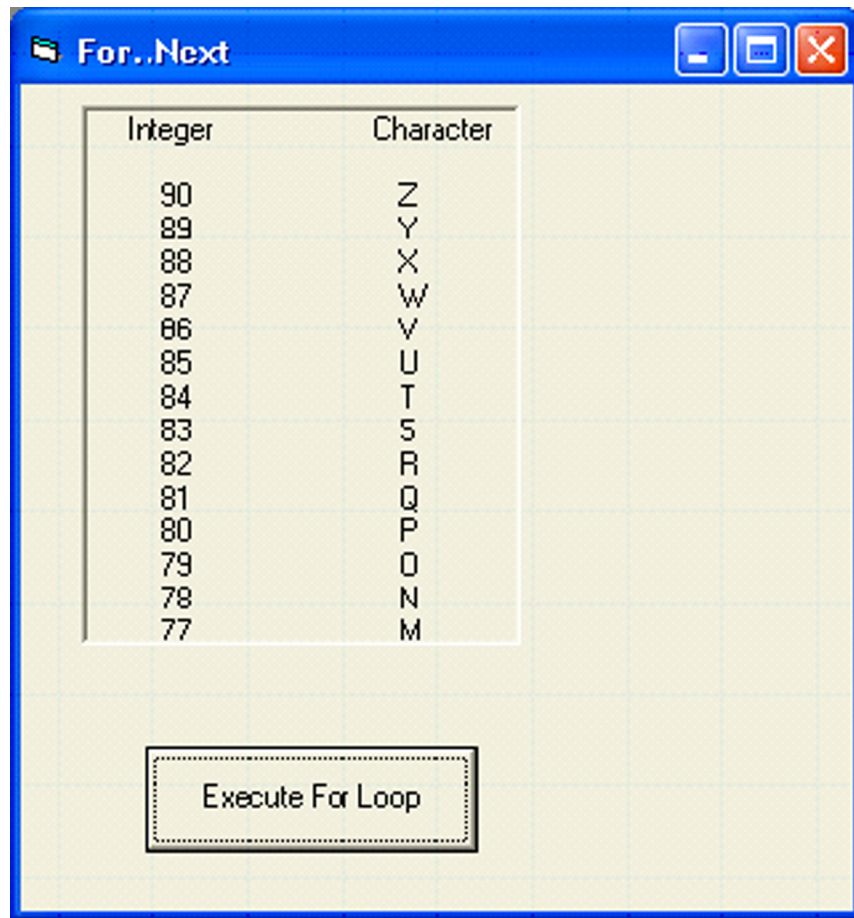 For..Next
Integer Character
90 Z
89 Y
88 X
87 W
86 V
85 U
84 T
83 S
82 R
81 Q
80 P
79 O
78 N
77 M
Execute For Loop